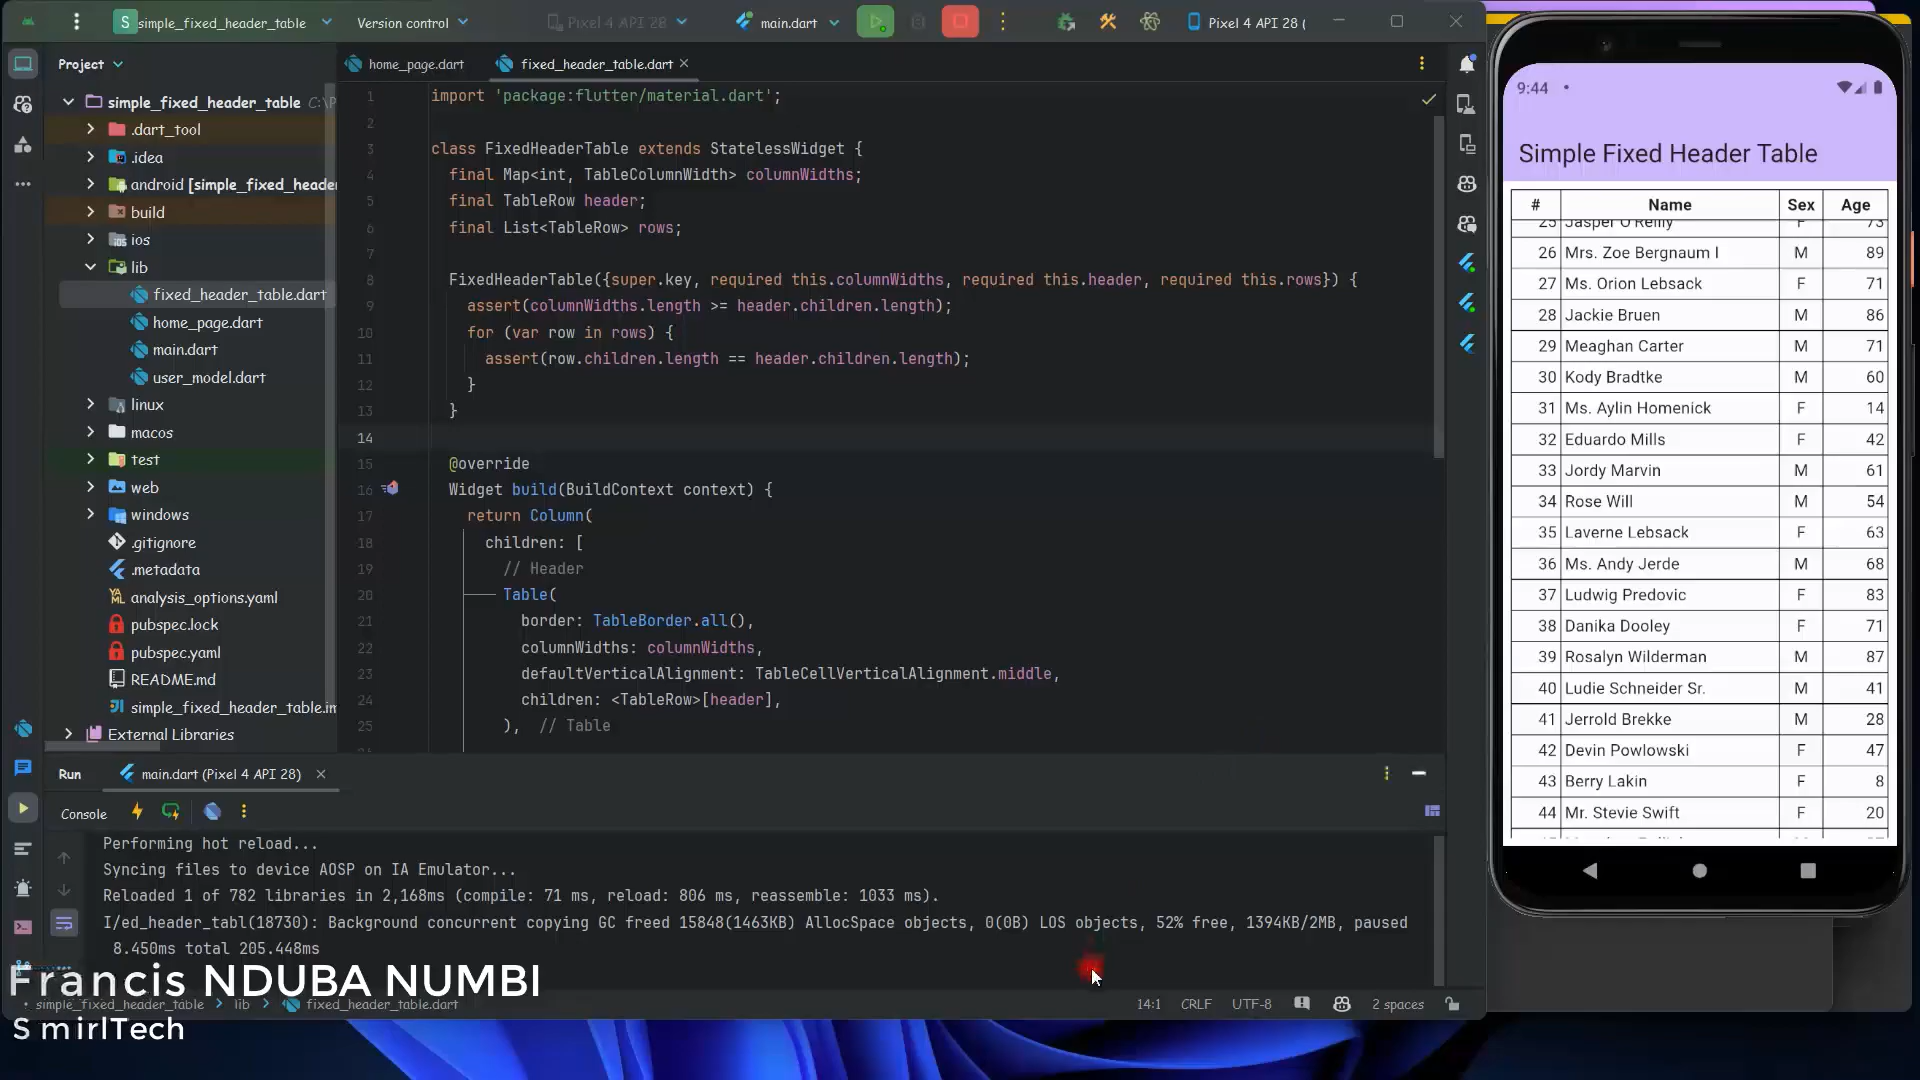 S simple_fixed_header_table
Version control
Pixel 4 API 28
main.dart
Pixel 4 API 28 (
Project
home_page.dart
fixed_header_table.dart
simple_fixed_header_table C:\P
.dart_tool
.idea
android [simple_fixed_heade
build
ios
lib
fixed_header_table.dart
home_page.dart
main.dart
user_model.dart
linux
macos
test
web
windows
.gitignore
.metadata
analysis_options.yaml
pubspec.lock
pubspec.yaml
README.md
simple_fixed_header_table.im
External Libraries
1 import 'package:flutter/material.dart';
2
3 class FixedHeaderTable extends StatelessWidget {
4 final Map<int, TableColumnWidth> columnWidths;
5 final TableRow header;
6 final List<TableRow> rows;
7
8 FixedHeaderTable({super.key, required this.columnWidths, required this.header, required this.rows}) {
9 assert(columnWidths.length >= header.children.length);
10 for (var row in rows) {
11 assert(row.children.length == header.children.length);
12 }
13 }
14
15 @override
16 Widget build(BuildContext context) {
17 return Column(
18 children: [
19 // Header
20 Table(
21 border: TableBorder.all(),
22 columnWidths: columnWidths,
23 defaultVerticalAlignment: TableCellVerticalAlignment.middle,
24 children: <TableRow>[header],
25 ), // Table
Run main.dart (Pixel 4 API 28)
Console
Performing hot reload...
Syncing files to device AOSP on IA Emulator...
Reloaded 1 of 782 libraries in 2,168ms (compile: 71 ms, reload: 806 ms, reassemble: 1033 ms).
I/ed_header_tabl(18730): Background concurrent copying GC freed 15848(1463KB) AllocSpace objects, 0(0B) LOS objects, 52% free, 1394KB/2MB, paused
8.450ms total 205.448ms
Francis NDUBA NUMBI
simple_fixed_header_table > lib > fixed_header_table.dart
14:1 CRLF UTF-8 2 spaces
SmirlTech
9:44
Simple Fixed Header Table
# Name Sex Age
25 Jasper O'Reilly F 73
26 Mrs. Zoe Bergnaum I M 89
27 Ms. Orion Lebsack F 71
28 Jackie Bruen M 86
29 Meaghan Carter M 71
30 Kody Bradtke M 60
31 Ms. Aylin Homenick F 14
32 Eduardo Mills F 42
33 Jordy Marvin M 61
34 Rose Will M 54
35 Laverne Lebsack F 63
36 Ms. Andy Jerde M 68
37 Ludwig Predovic F 83
38 Danika Dooley F 71
39 Rosalyn Wilderman M 87
40 Ludie Schneider Sr. M 41
41 Jerrold Brekke M 28
42 Devin Powlowski F 47
43 Berry Lakin F 8
44 Mr. Stevie Swift F 20